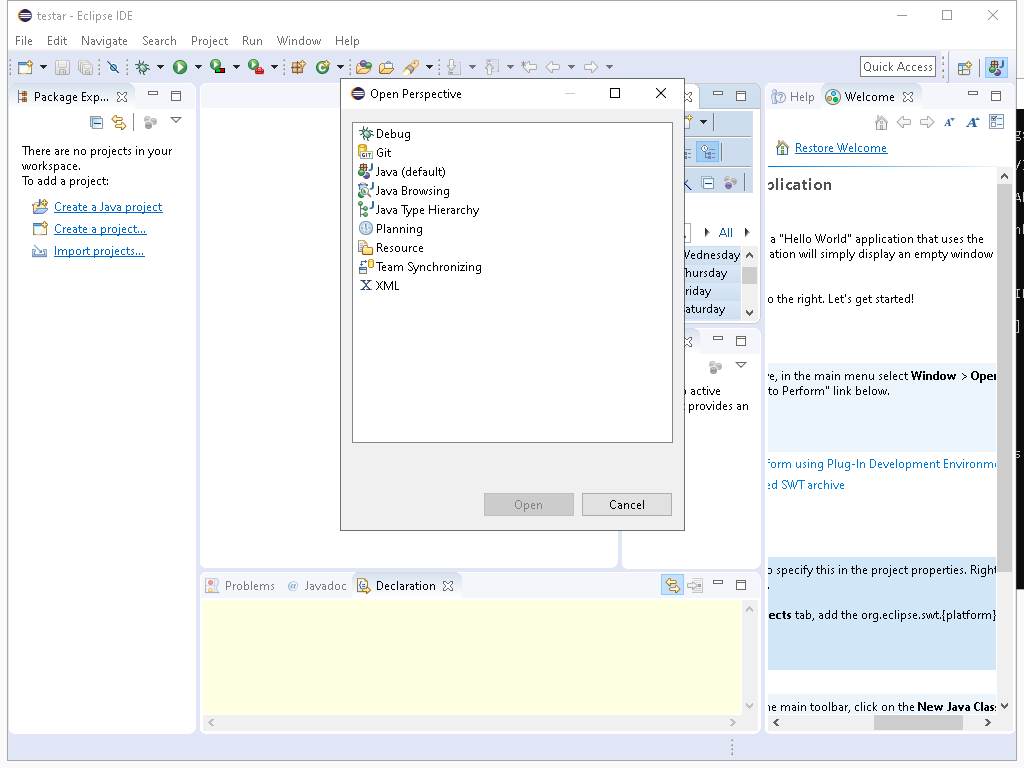 testar - Eclipse IDE
File Edit Navigate Search Project Run Window Help
Quick Access
Package Exp...
There are no projects in your
workspace.
To add a project:
Create a Java project
Create a project...
Import projects...
Open Perspective
Debug
Git
Java (default)
Java Browsing
Java Type Hierarchy
Planning
Resource
Team Synchronizing
XML
Open
Cancel
All
Wednesday
Thursday
Friday
Saturday
active
provides an
Problems
@ Javadoc
Declaration
Help
Welcome
Restore Welcome
plication
a "Hello World" application that uses the
ation will simply display an empty window
o the right. Let's get started!
ve, in the main menu select Window > Open
to Perform" link below.
form using Plug-In Development Environme
ed SWT archive
o specify this in the project properties. Right
ects tab, add the org.eclipse.swt.{platform}
he main toolbar, click on the New Java Clas